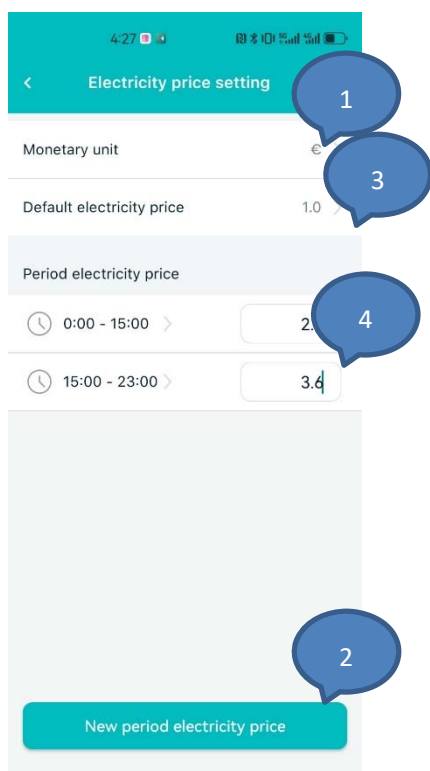 4:27
Electricity price setting
1
Monetary unit €
3
Default electricity price 1.0
Period electricity price
0:00 - 15:00 2.
4
15:00 - 23:00 3.6
2
New period electricity price